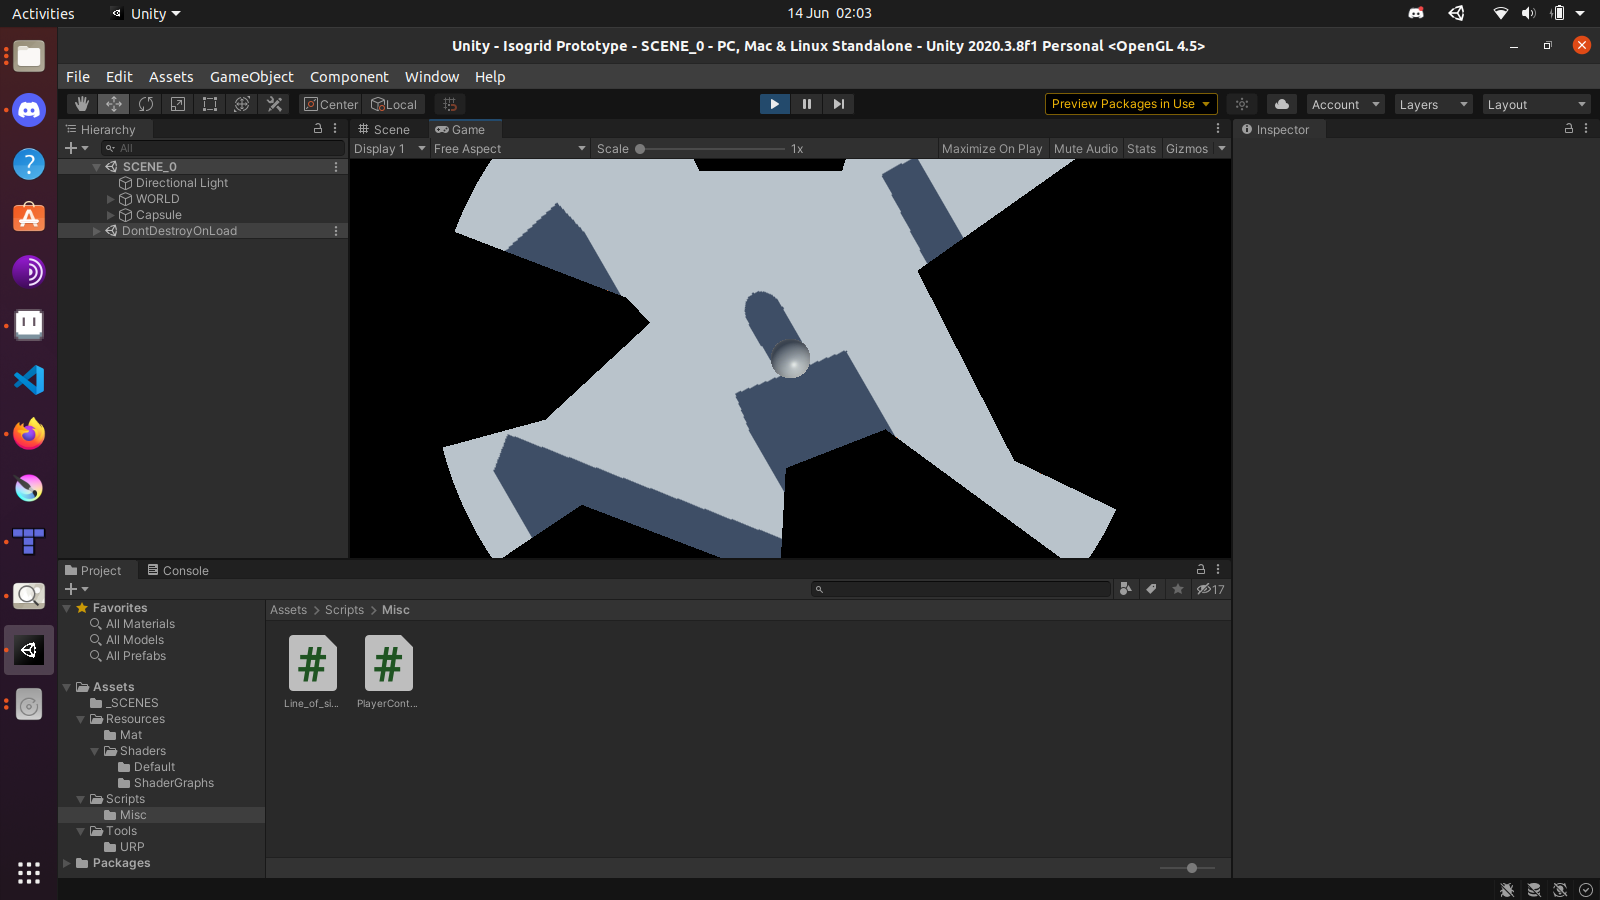 Activities Unity 14 Jun 02:03
Unity - Isogrid Prototype - SCENE_0 - PC, Mac & Linux Standalone - Unity 2020.3.8f1 Personal <OpenGL 4.5>
File Edit Assets GameObject Component Window Help
Center Local Preview Packages in Use Account Layers Layout
Hierarchy Scene Game Inspector
All Display 1 Free Aspect Scale 1x Maximize On Play Mute Audio Stats Gizmos
SCENE_0
Directional Light
WORLD
Capsule
DontDestroyOnLoad
Project Console
17
Favorites Assets > Scripts > Misc
All Materials
All Models
All Prefabs
Assets
_SCENES Line_of_si... PlayerCont...
Resources
Mat
Shaders
Default
ShaderGraphs
Scripts
Misc
Tools
URP
Packages